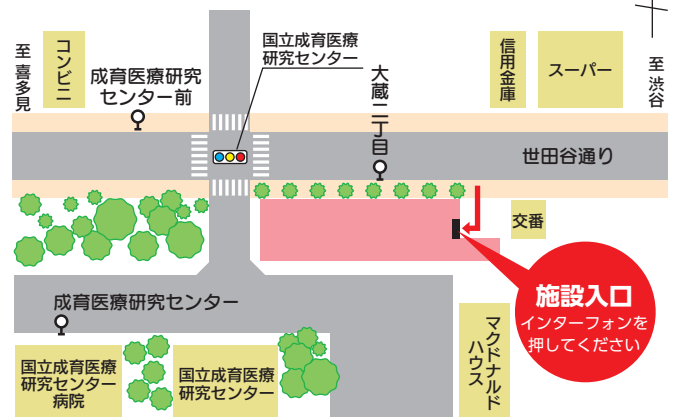 至 喜多見
コンビニ
成育医療研究
センター前
国立成育医療
研究センター
大蔵二丁目
信用金庫
スーパー
至 渋谷
世田谷通り
交番
施設入口
インターフォンを
押してください
成育医療研究センター
国立成育医療
研究センター
病院
国立成育医療
研究センター
マクドナルド
ハウス